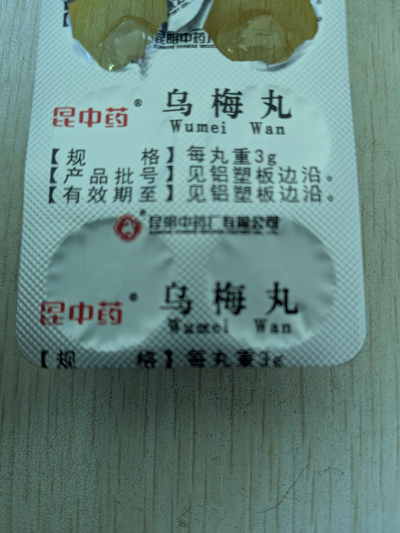 昆明中药厂
昆中药® 乌梅丸
Wumei Wan
【规 格】每丸重3g
【产品批号】见铝塑板边沿。
【有效期至】见铝塑板边沿。
昆明中药厂有限公司
昆中药® 乌梅丸
Wumei Wan
【规 格】每丸重3g